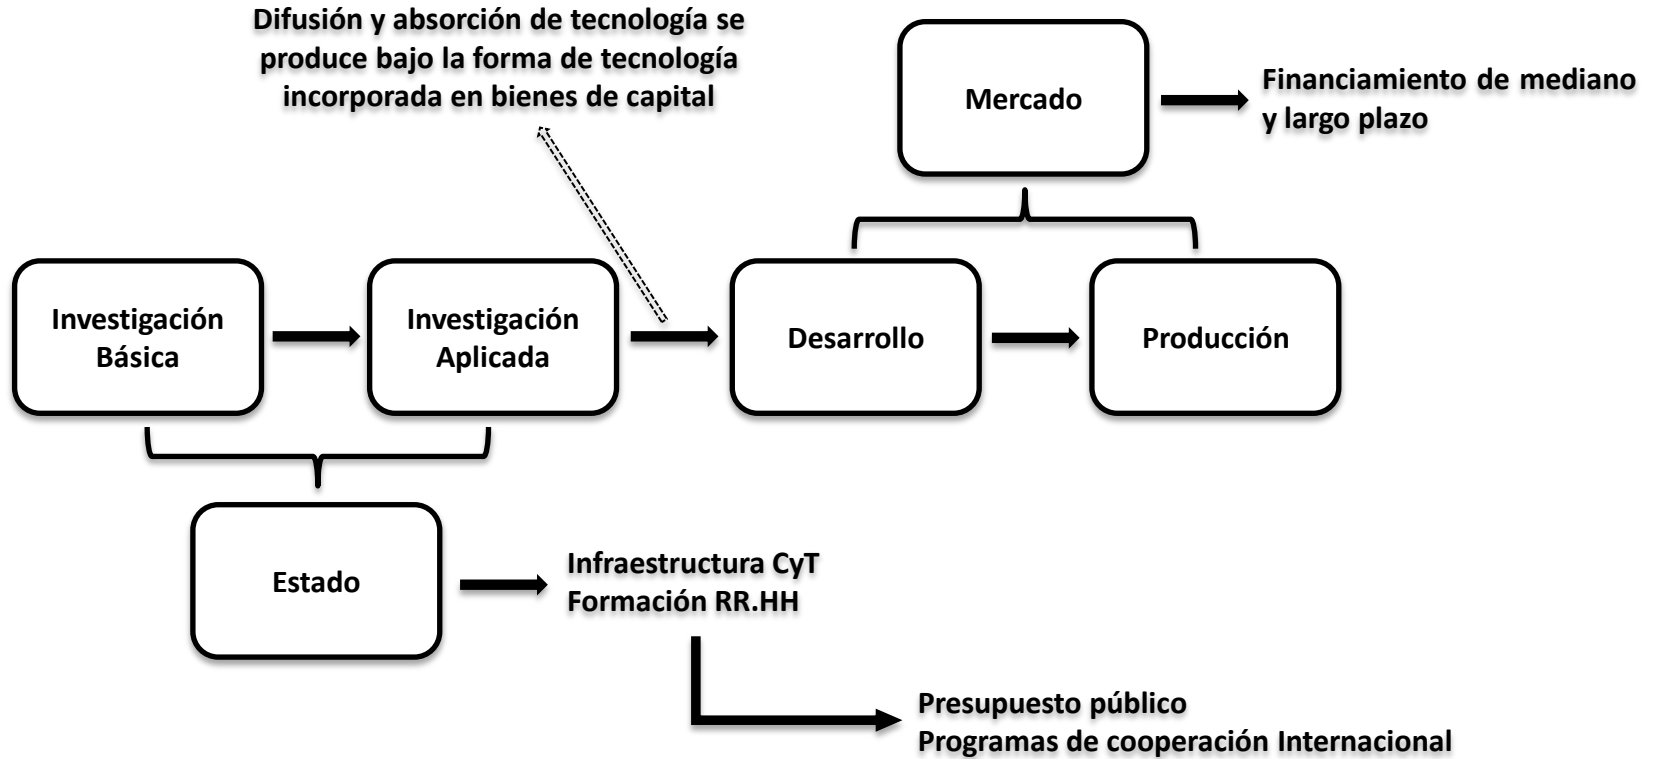 Difusión y absorción de tecnología se
produce bajo la forma de tecnología
incorporada en bienes de capital
Mercado
Financiamiento de mediano
y largo plazo
Investigación
Básica
Investigación
Aplicada
Desarrollo
Producción
Estado
Infraestructura CyT
Formación RR.HH
Presupuesto público
Programas de cooperación Internacional